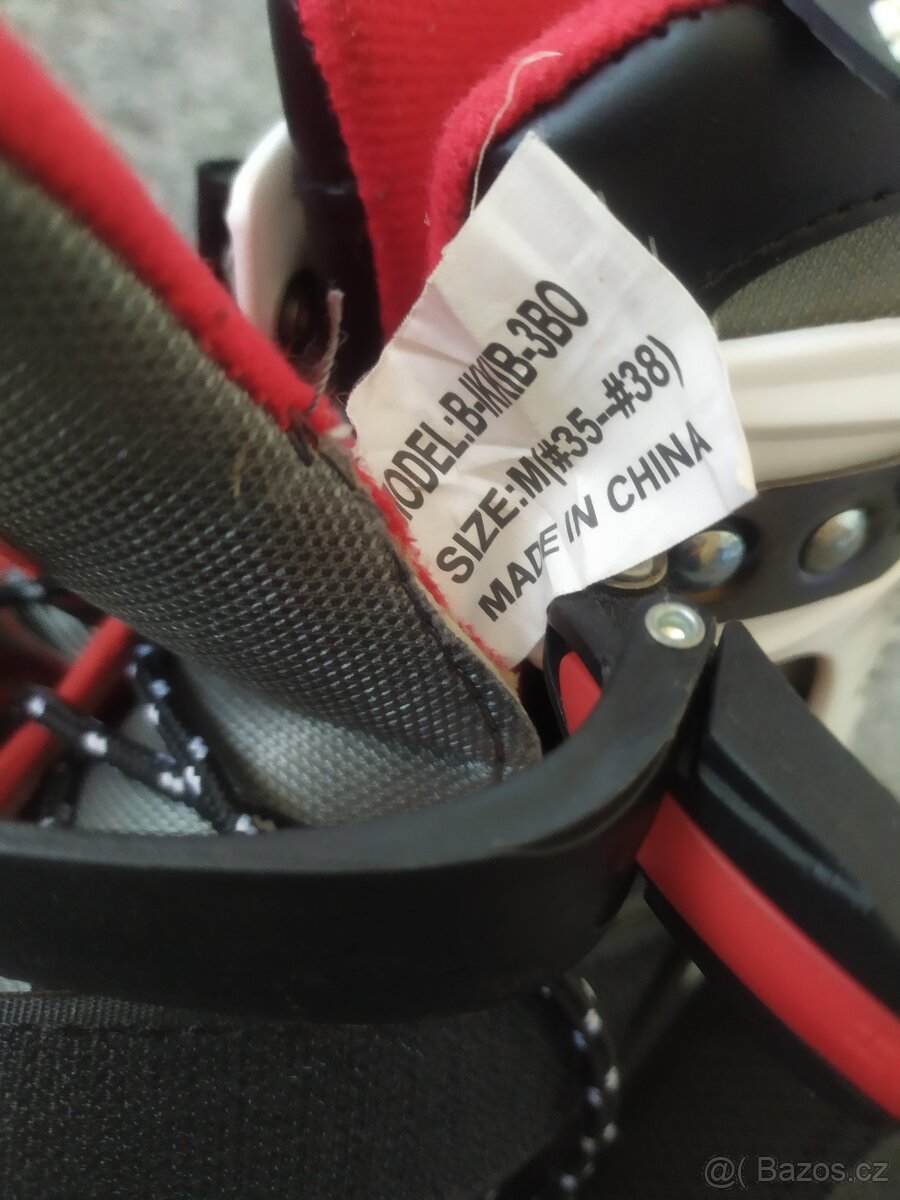 MODEL:B-IKKIB-3BO
SIZE:M(#35--#38)
MADE IN CHINA
@( Bazos.cz